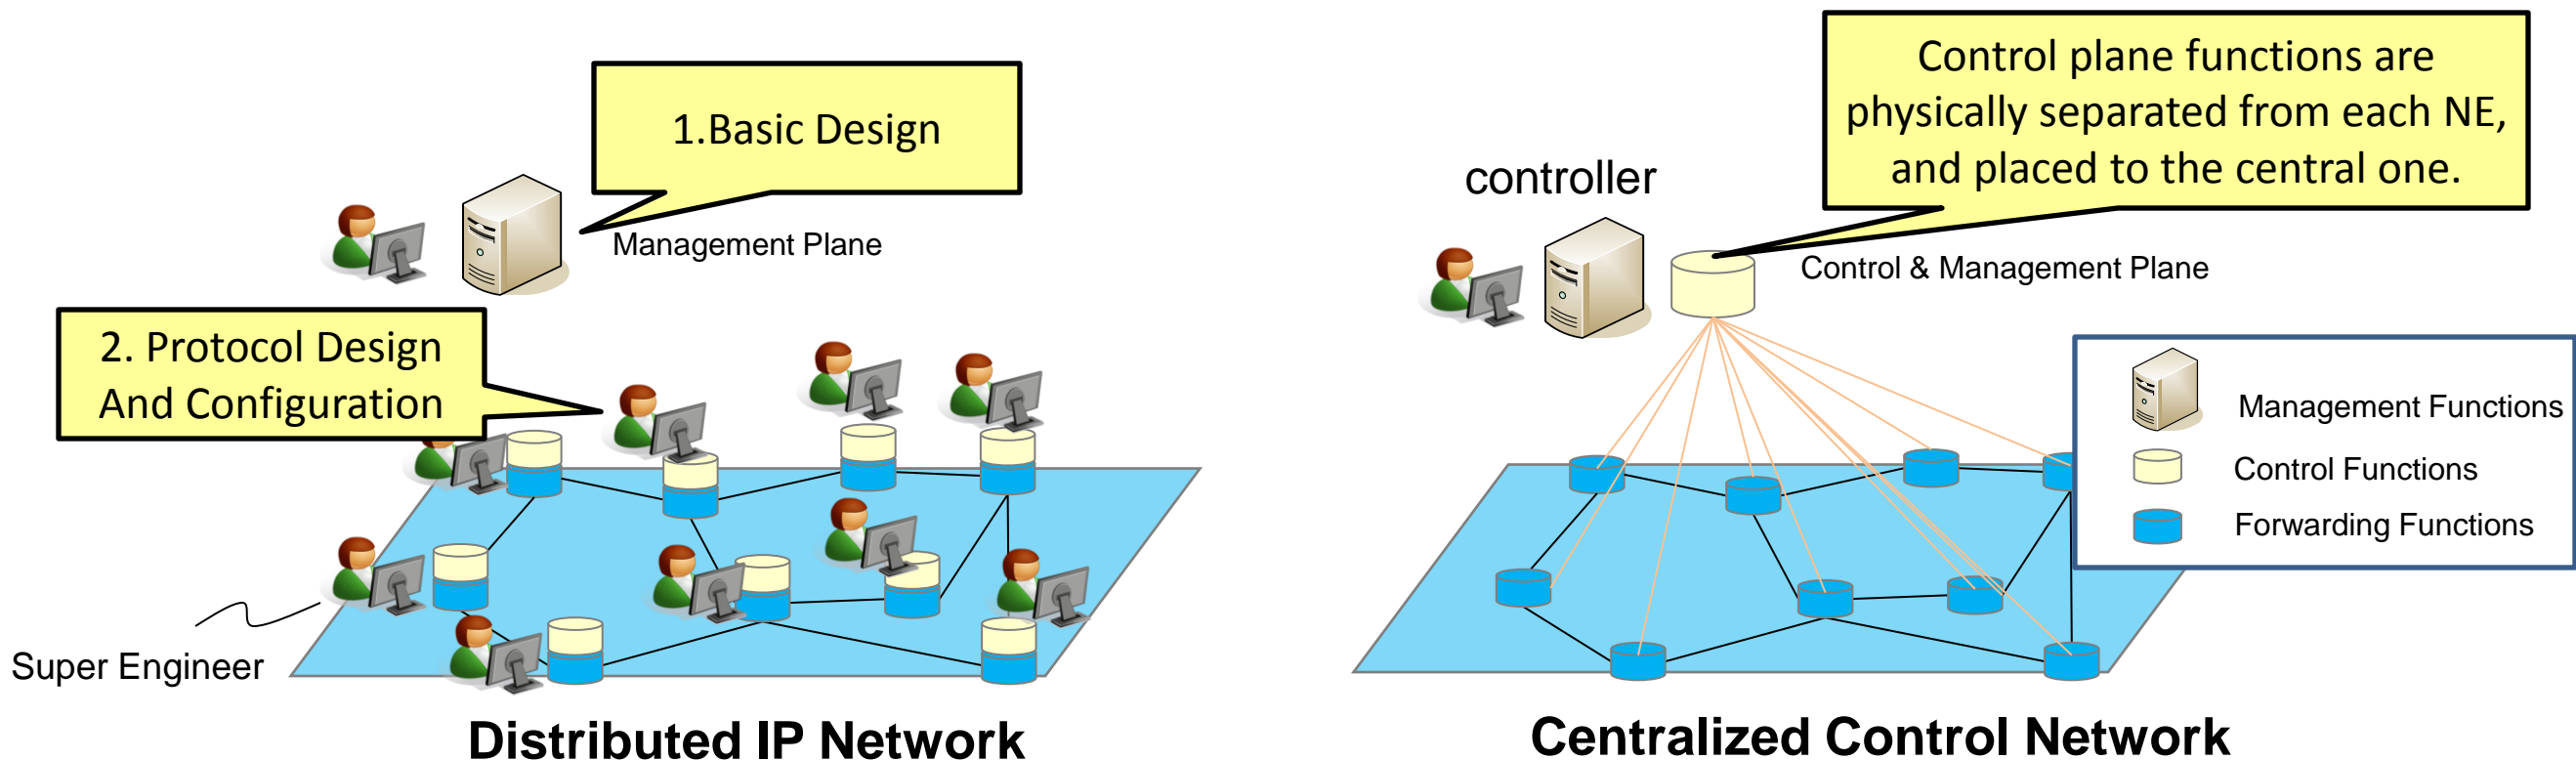 1.Basic Design
Management Plane
2. Protocol Design
And Configuration
Super Engineer
Distributed IP Network
Control plane functions are
physically separated from each NE,
and placed to the central one.
controller
Control & Management Plane
Management Functions
Control Functions
Forwarding Functions
Centralized Control Network